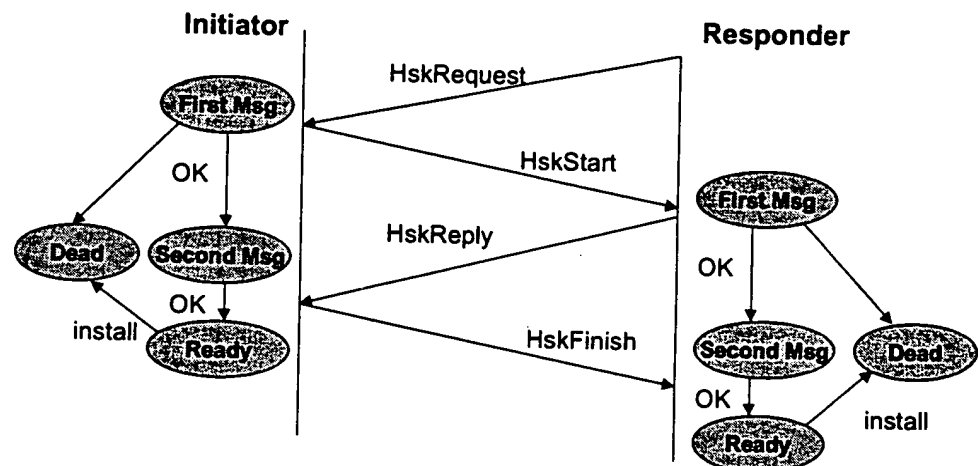 Initiator
Responder
HskRequest
First Msg
OK
HskStart
First Msg
HskReply
Dead
Second Msg
OK
OK
install
Ready
HskFinish
Second Msg
Dead
OK
install
Ready